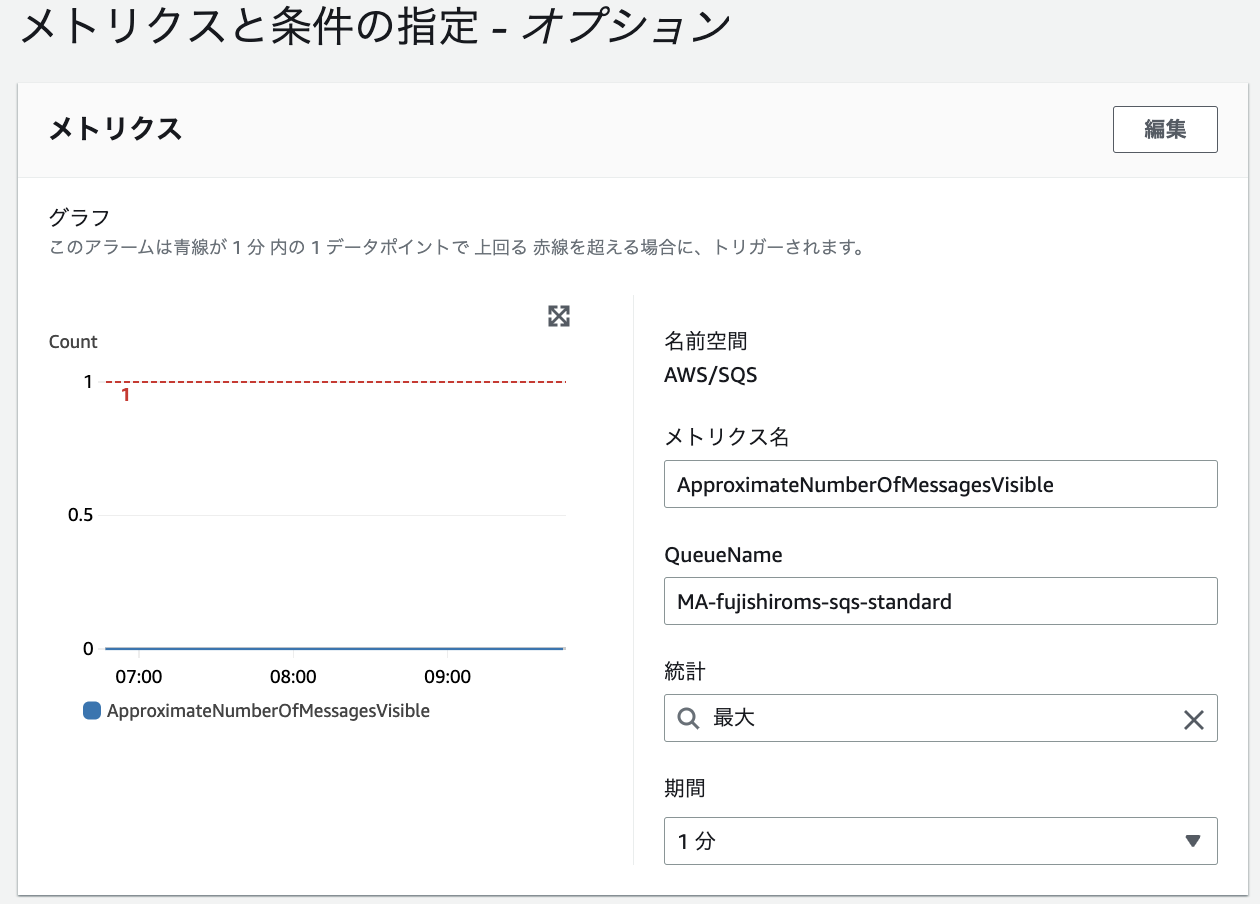 メトリクスと条件の指定 - オプション
メトリクス
編集
グラフ
このアラームは青線が 1 分 内の 1 データポイントで 上回る 赤線を超える場合に、トリガーされます。
Count
1
1
0.5
0
07:00 08:00 09:00
ApproximateNumberOfMessagesVisible
名前空間
AWS/SQS
メトリクス名
ApproximateNumberOfMessagesVisible
QueueName
MA-fujishiroms-sqs-standard
統計
最大
期間
1 分